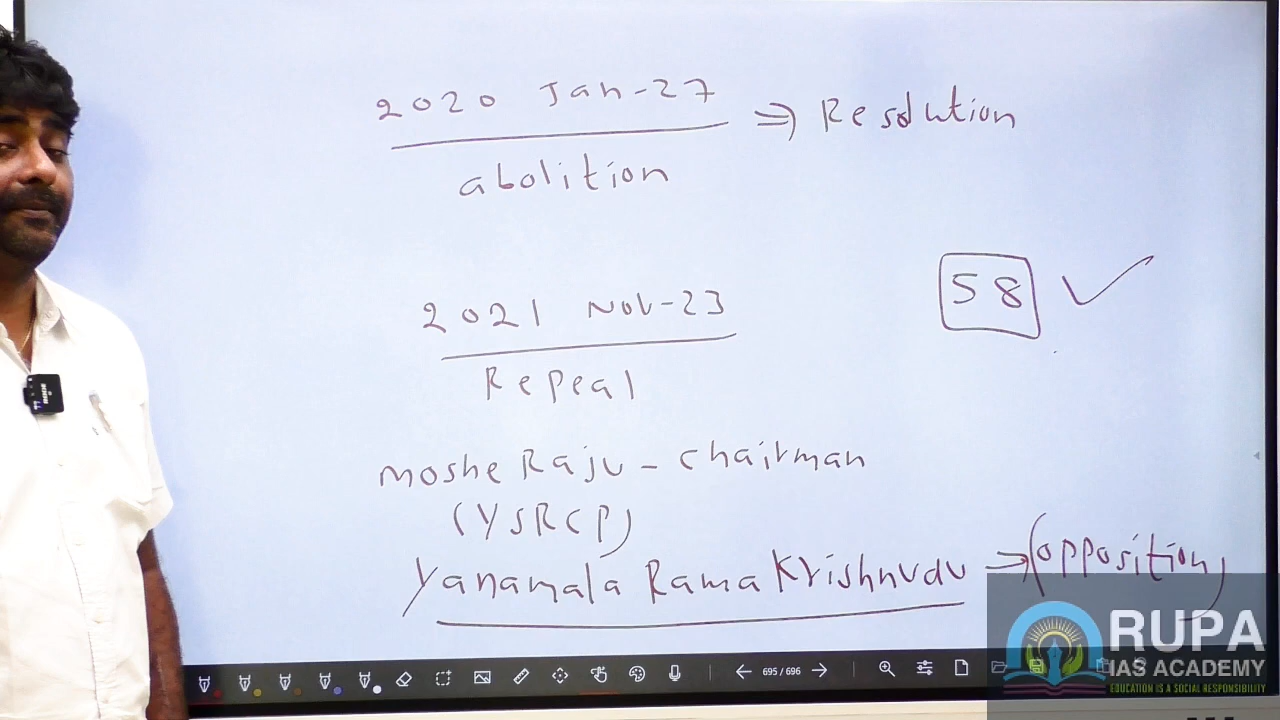 2020 Jan-27 ⇒ Resolution
abolition
58 ✓
2021 Nov-23
Repeal
moshe Raju - chairman
(YSRCP)
Yanamala Rama Krishnudu ⇒ (opposition)
695 / 696
RUPA
IAS ACADEMY
EDUCATION IS A SOCIAL RESPONSIBILITY